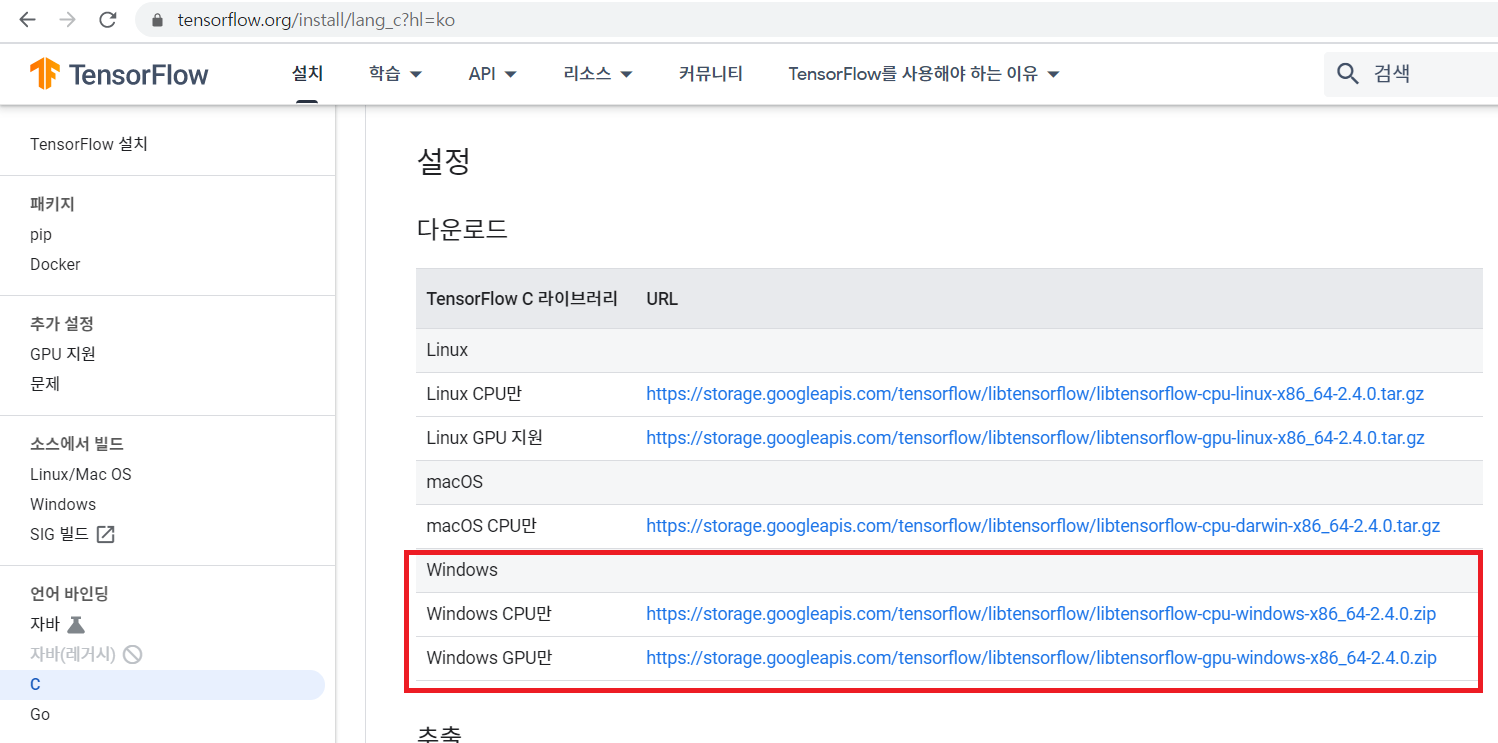 tensorflow.org/install/lang_c?hl=ko
TensorFlow 설치 학습 API 리소스 커뮤니티 TensorFlow를 사용해야 하는 이유 검색
TensorFlow 설치
패키지
pip
Docker
추가 설정
GPU 지원
문제
소스에서 빌드
Linux/Mac OS
Windows
SIG 빌드
언어 바인딩
자바
자바(레거시)
C
Go
설정
다운로드
TensorFlow C 라이브러리 URL
Linux
Linux CPU만 https://storage.googleapis.com/tensorflow/libtensorflow/libtensorflow-cpu-linux-x86_64-2.4.0.tar.gz
Linux GPU 지원 https://storage.googleapis.com/tensorflow/libtensorflow/libtensorflow-gpu-linux-x86_64-2.4.0.tar.gz
macOS
macOS CPU만 https://storage.googleapis.com/tensorflow/libtensorflow/libtensorflow-cpu-darwin-x86_64-2.4.0.tar.gz
Windows
Windows CPU만 https://storage.googleapis.com/tensorflow/libtensorflow/libtensorflow-cpu-windows-x86_64-2.4.0.zip
Windows GPU만 https://storage.googleapis.com/tensorflow/libtensorflow/libtensorflow-gpu-windows-x86_64-2.4.0.zip
추출